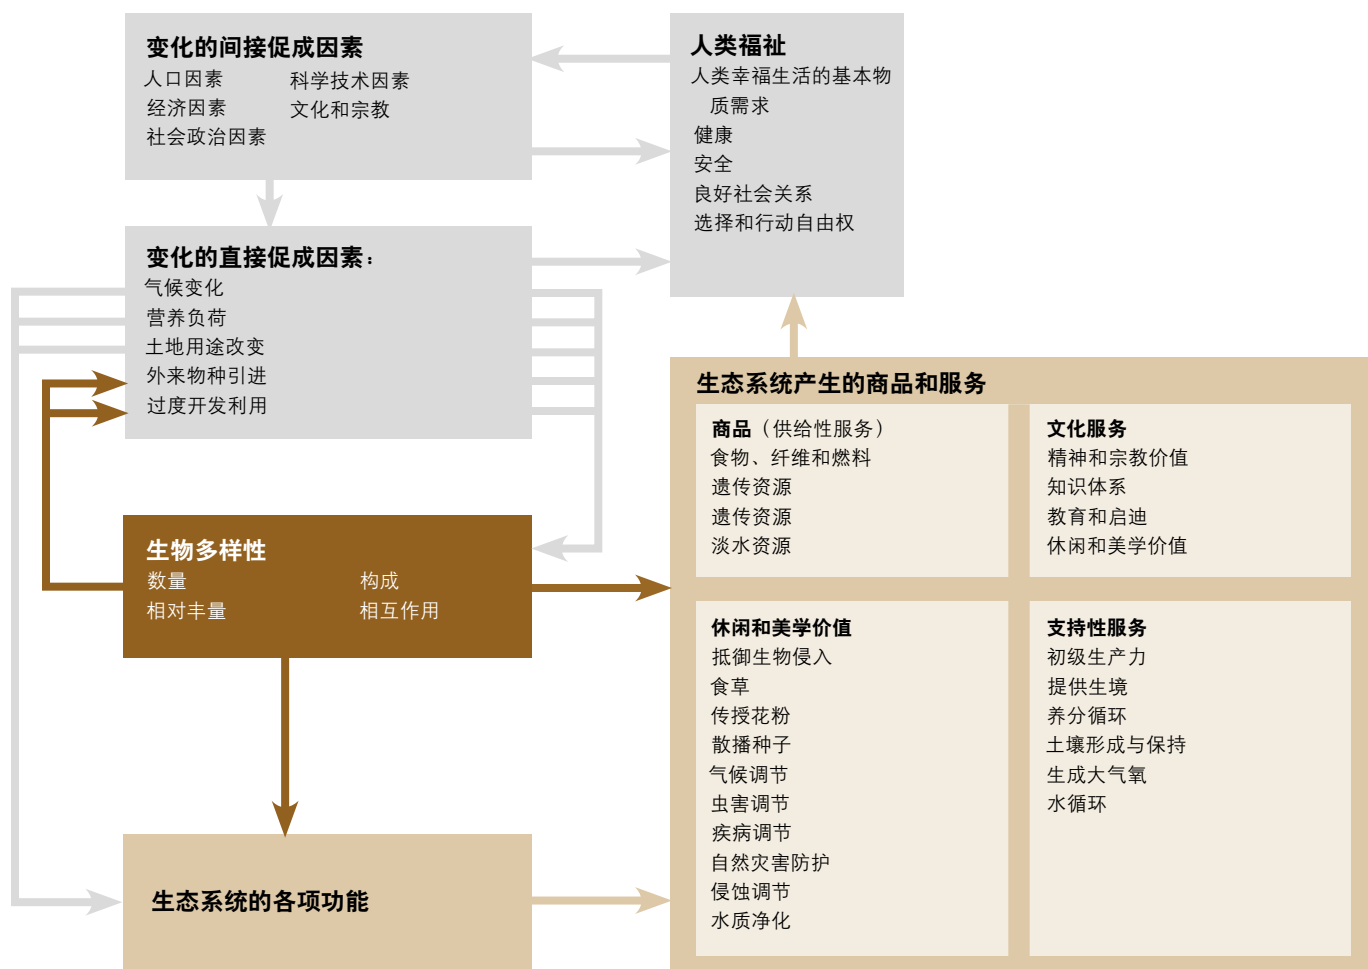 变化的间接促成因素
人口因素
科学技术因素
经济因素
文化和宗教
社会政治因素
人类福祉
人类幸福生活的基本物
质需求
健康
安全
良好社会关系
选择和行动自由权
变化的直接促成因素：
气候变化
营养负荷
土地用途改变
外来物种引进
过度开发利用
生物多样性
数量
构成
相对丰量
相互作用
生态系统的各项功能
生态系统产生的商品和服务
商品（供给性服务）
食物、纤维和燃料
遗传资源
遗传资源
淡水资源
文化服务
精神和宗教价值
知识体系
教育和启迪
休闲和美学价值
休闲和美学价值
抵御生物侵入
食草
传授花粉
散播种子
气候调节
虫害调节
疾病调节
自然灾害防护
侵蚀调节
水质净化
支持性服务
初级生产力
提供生境
养分循环
土壤形成与保持
生成大气氧
水循环